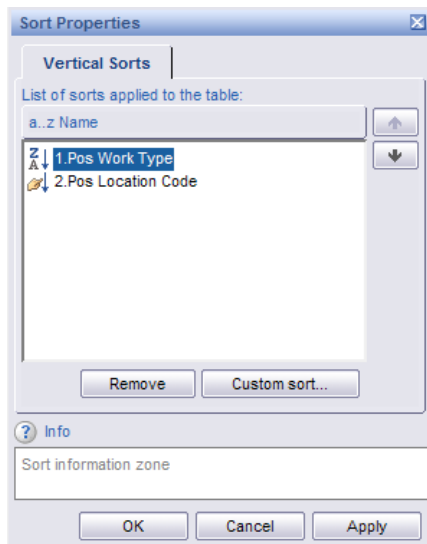 Sort Properties
Vertical Sorts
List of sorts applied to the table:
a..z Name
Z
A
1.Pos Work Type
2.Pos Location Code
Remove
Custom sort...
? Info
Sort information zone
OK
Cancel
Apply